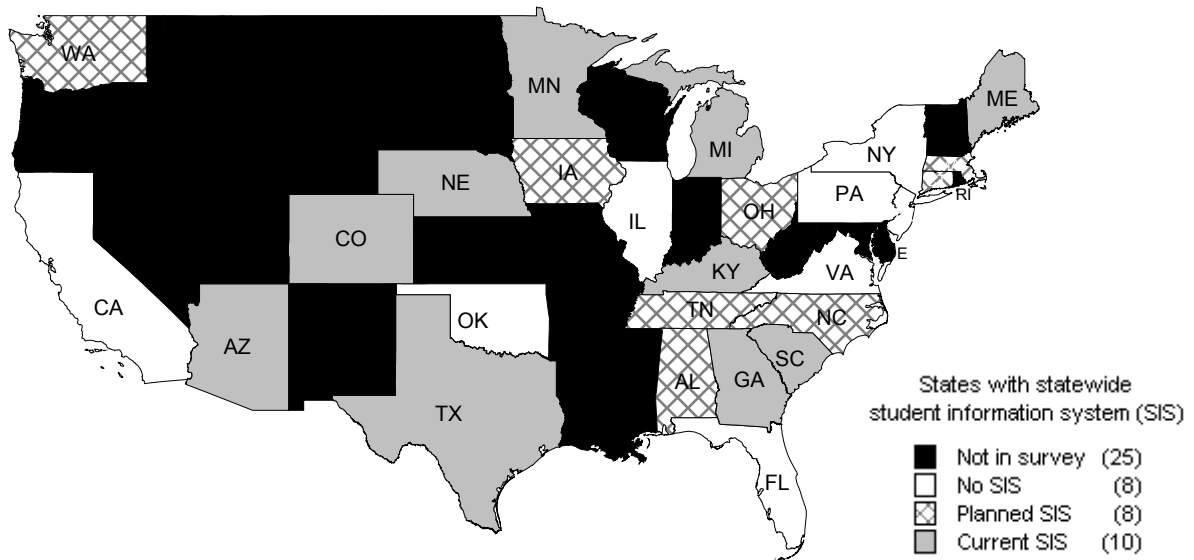 WA
MN
ME
MI
NY
NE
IA
PA
OH
RI
IL
CO
E
KY
VA
CA
TN
NC
OK
AZ
SC
AL
GA
TX
FL
States with statewide
student information system (SIS)
Not in survey (25)
No SIS (8)
Planned SIS (8)
Current SIS (10)